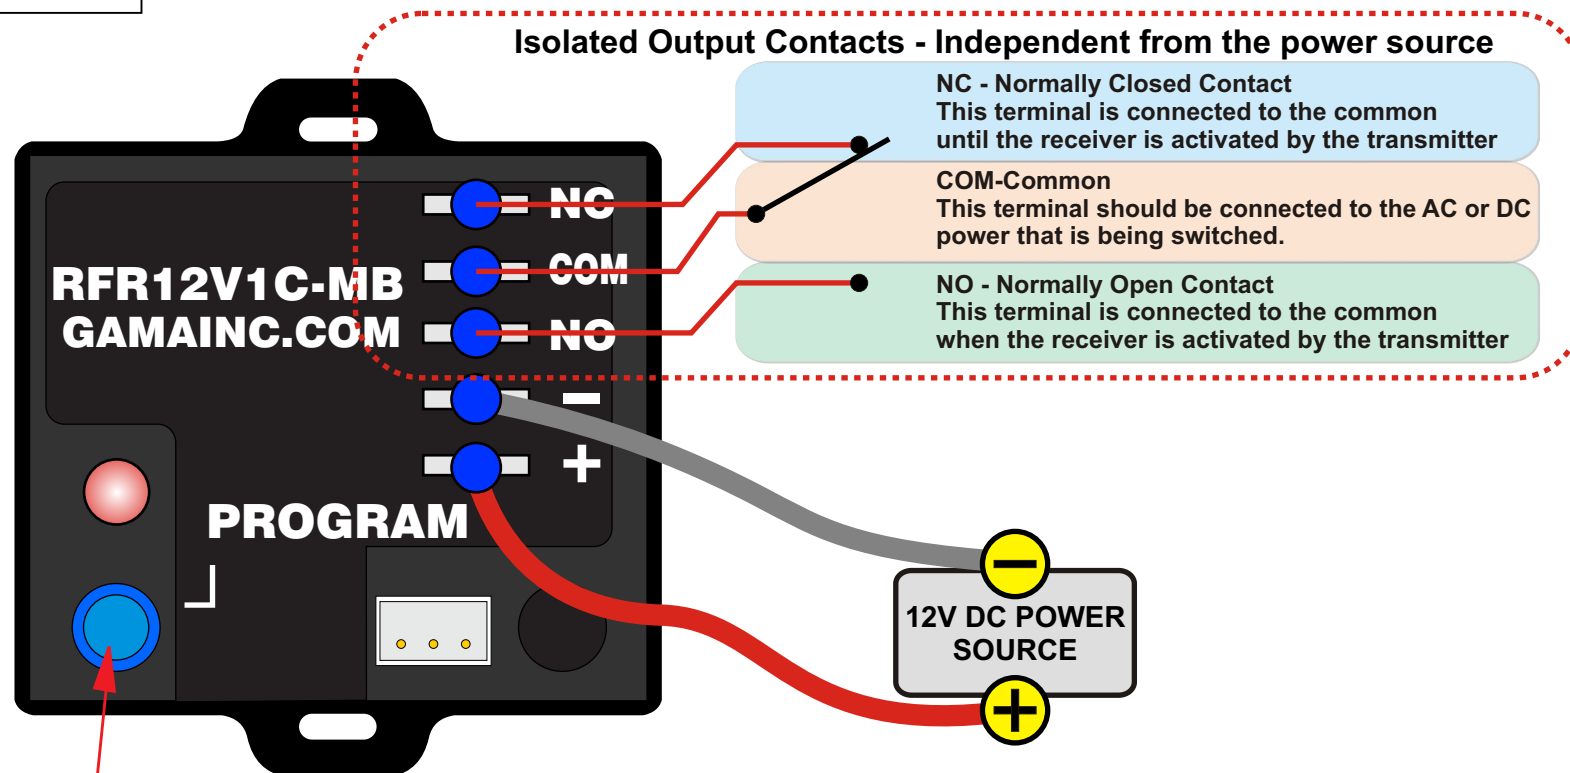 Isolated Output Contacts - Independent from the power source
NC - Normally Closed Contact
This terminal is connected to the common
until the receiver is activated by the transmitter
COM-Common
This terminal should be connected to the AC or DC
power that is being switched.
NO - Normally Open Contact
This terminal is connected to the common
when the receiver is activated by the transmitter
NC
COM
NO
−
+
RFR12V1C-MB
GAMAINC.COM
PROGRAM
−
12V DC POWER
SOURCE
+